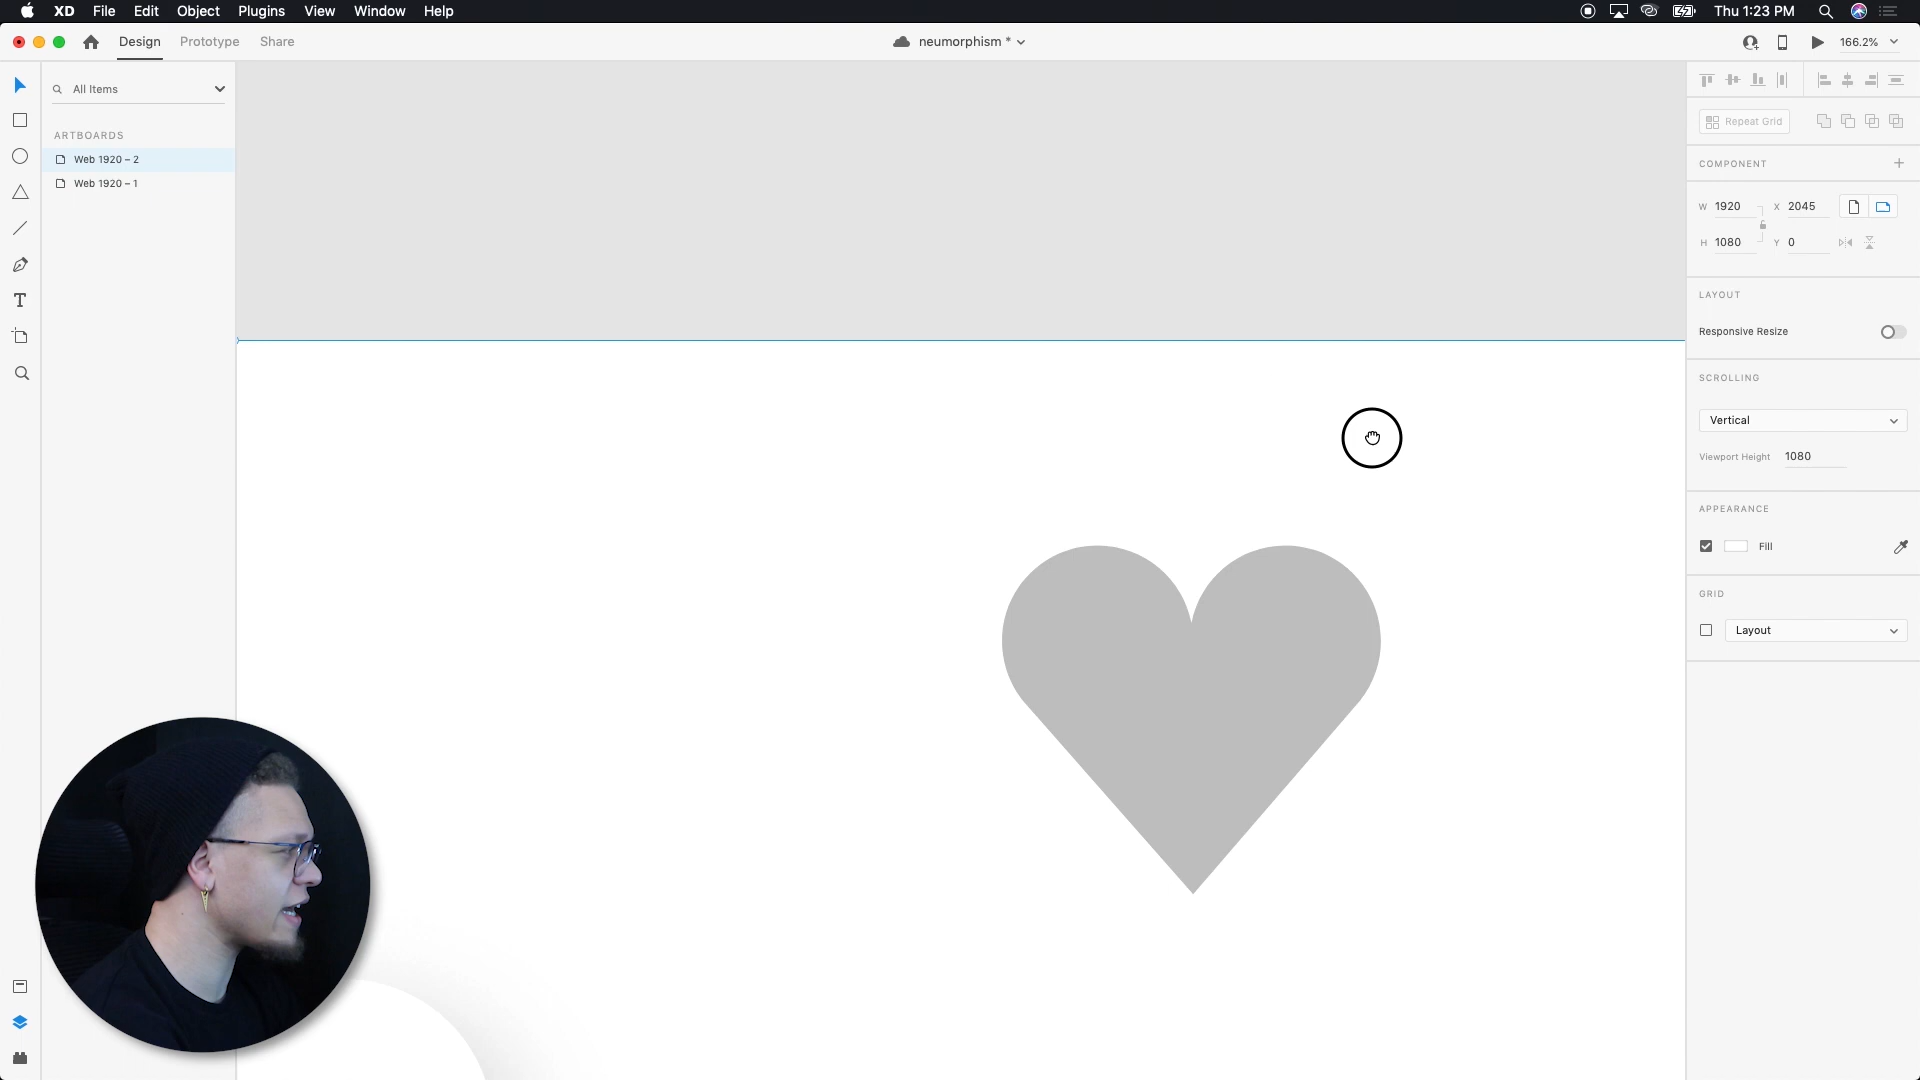 XD File Edit Object Plugins View Window Help
Thu 1:23 PM
Design Prototype Share
neumorphism *
166.2%
All Items
ARTBOARDS
Web 1920 – 2
Web 1920 – 1
T
Repeat Grid
COMPONENT
W 1920 X 2045
H 1080 Y 0
LAYOUT
Responsive Resize
SCROLLING
Vertical
Viewport Height 1080
APPEARANCE
Fill
GRID
Layout